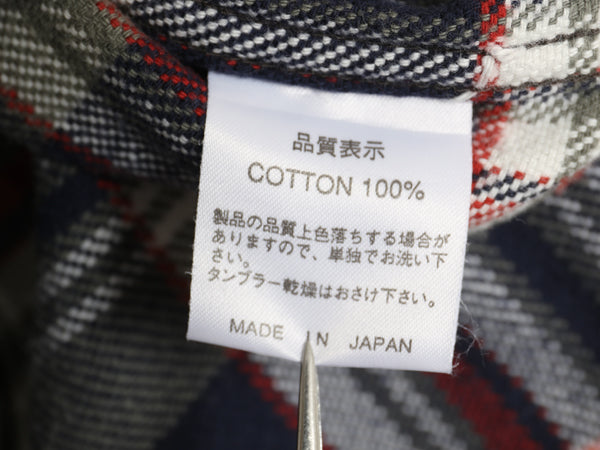 品質表示
COTTON 100%
製品の品質上色落ちする場合が
ありますので、単独でお洗い下
さい。
タンブラー乾燥はおさけ下さい。
MADE IN JAPAN